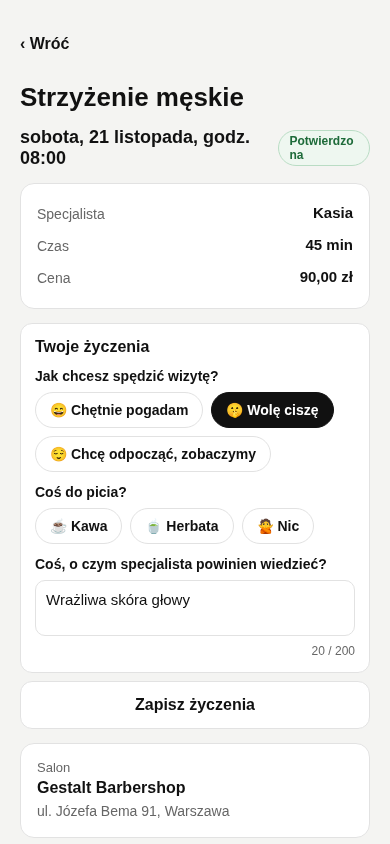 ‹ Wróć
Strzyżenie męskie
sobota, 21 listopada, godz.
08:00
Potwierdzo
na
Specjalista Kasia
Czas 45 min
Cena 90,00 zł
Twoje życzenia
Jak chcesz spędzić wizytę?
😄 Chętnie pogadam 🤫 Wolę ciszę
😌 Chcę odpocząć, zobaczymy
Coś do picia?
☕ Kawa 🍵 Herbata 🙅 Nic
Coś, o czym specjalista powinien wiedzieć?
Wrażliwa skóra głowy
20 / 200
Zapisz życzenia
Salon
Gestalt Barbershop
ul. Józefa Bema 91, Warszawa